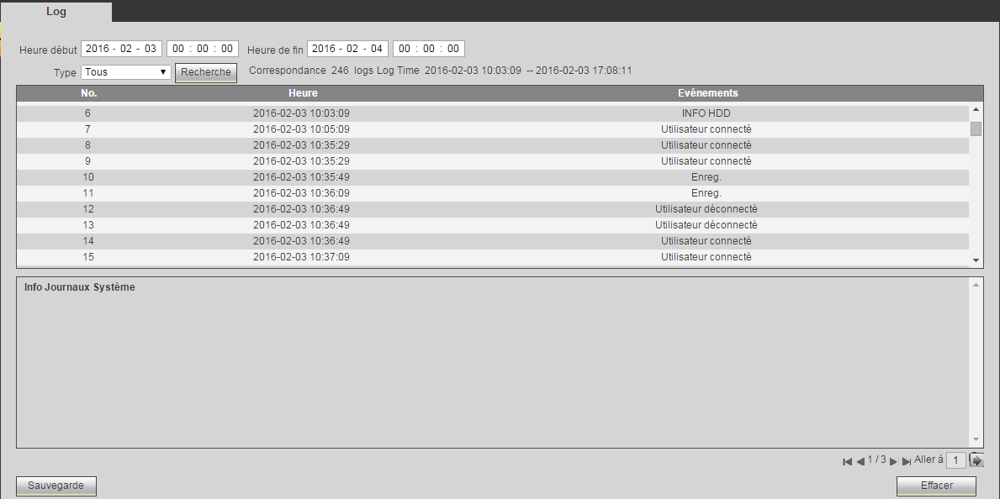 Log
Heure début 2016 - 02 - 03 00 : 00 : 00 Heure de fin 2016 - 02 - 04 00 : 00 : 00
Type Tous Recherche Correspondance 246 logs Log Time 2016-02-03 10:03:09 -- 2016-02-03 17:08:11
No. Heure Evénements
6 2016-02-03 10:03:09 INFO HDD
7 2016-02-03 10:05:09 Utilisateur connecté
8 2016-02-03 10:35:29 Utilisateur connecté
9 2016-02-03 10:35:29 Utilisateur connecté
10 2016-02-03 10:35:49 Enreg.
11 2016-02-03 10:36:09 Enreg.
12 2016-02-03 10:36:49 Utilisateur déconnecté
13 2016-02-03 10:36:49 Utilisateur déconnecté
14 2016-02-03 10:36:49 Utilisateur connecté
15 2016-02-03 10:37:09 Utilisateur connecté
Info Journaux Système
1 / 3 Aller à 1
Sauvegarde Effacer